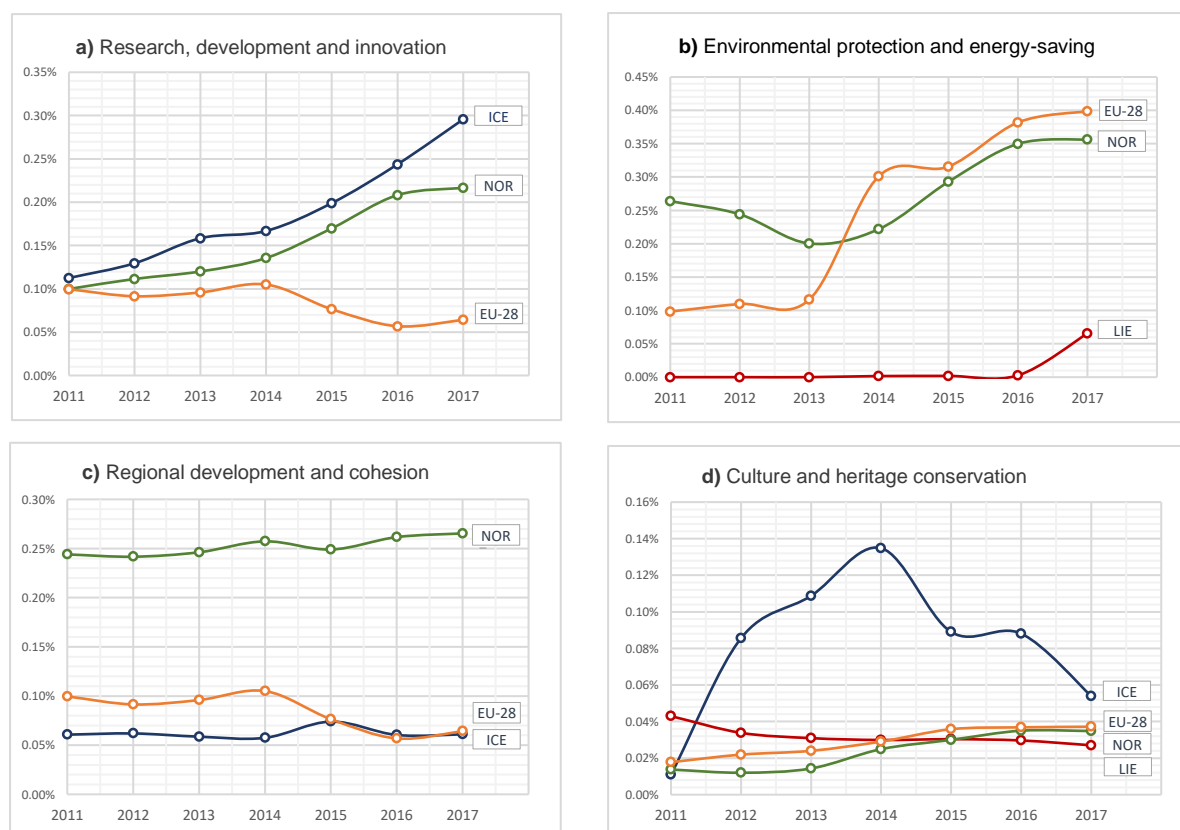 a) Research, development and innovation
0.35%
0.30%
0.25%
0.20%
0.15%
0.10%
0.05%
0.00%
2011 2012 2013 2014 2015 2016 2017
ICE
NOR
EU-28
b) Environmental protection and energy-saving
0.45%
0.40%
0.35%
0.30%
0.25%
0.20%
0.15%
0.10%
0.05%
0.00%
2011 2012 2013 2014 2015 2016 2017
EU-28
NOR
LIE
c) Regional development and cohesion
0.30%
0.25%
0.20%
0.15%
0.10%
0.05%
0.00%
2011 2012 2013 2014 2015 2016 2017
NOR
EU-28
ICE
d) Culture and heritage conservation
0.16%
0.14%
0.12%
0.10%
0.08%
0.06%
0.04%
0.02%
0.00%
2011 2012 2013 2014 2015 2016 2017
ICE
EU-28
NOR
LIE